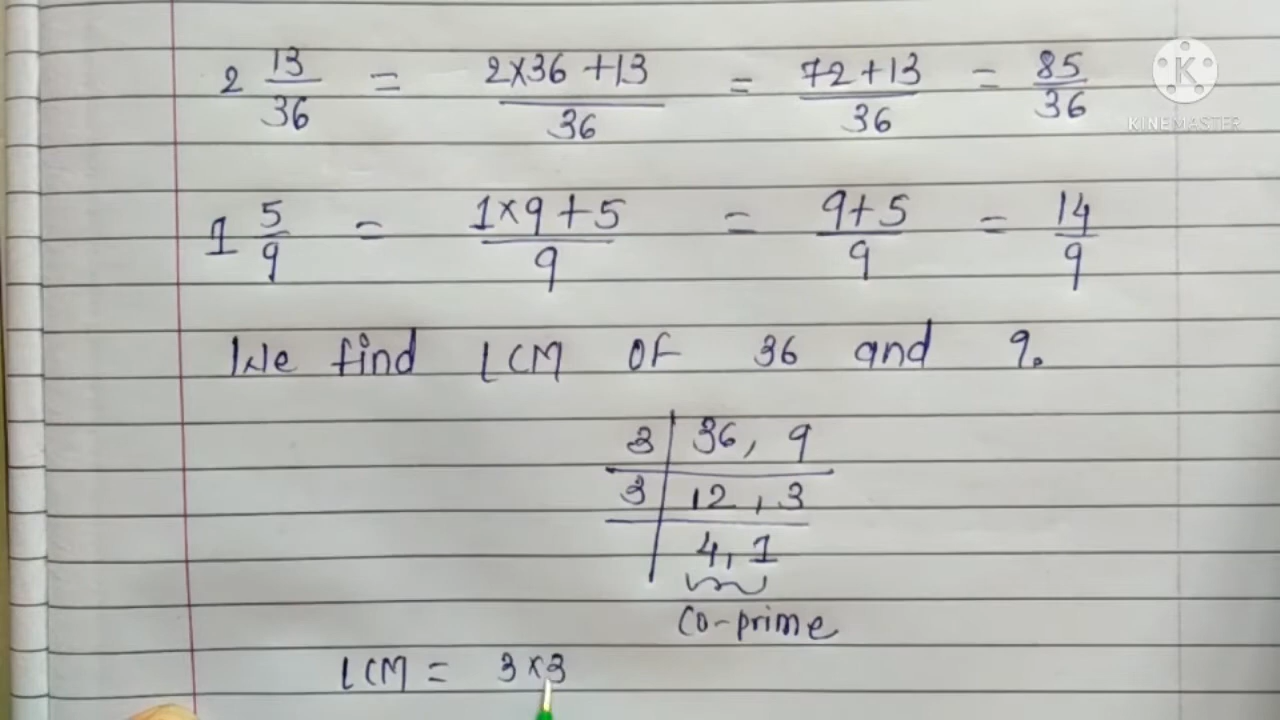 2 13/36 = 2×36+13/36 = 72+13/36 = 85/36
K
KINEMASTER
1 5/9 = 1×9+5/9 = 9+5/9 = 14/9
We find LCM of 36 and 9.
3 | 36, 9
3 | 12, 3
4, 1
Co-prime
LCM = 3×3